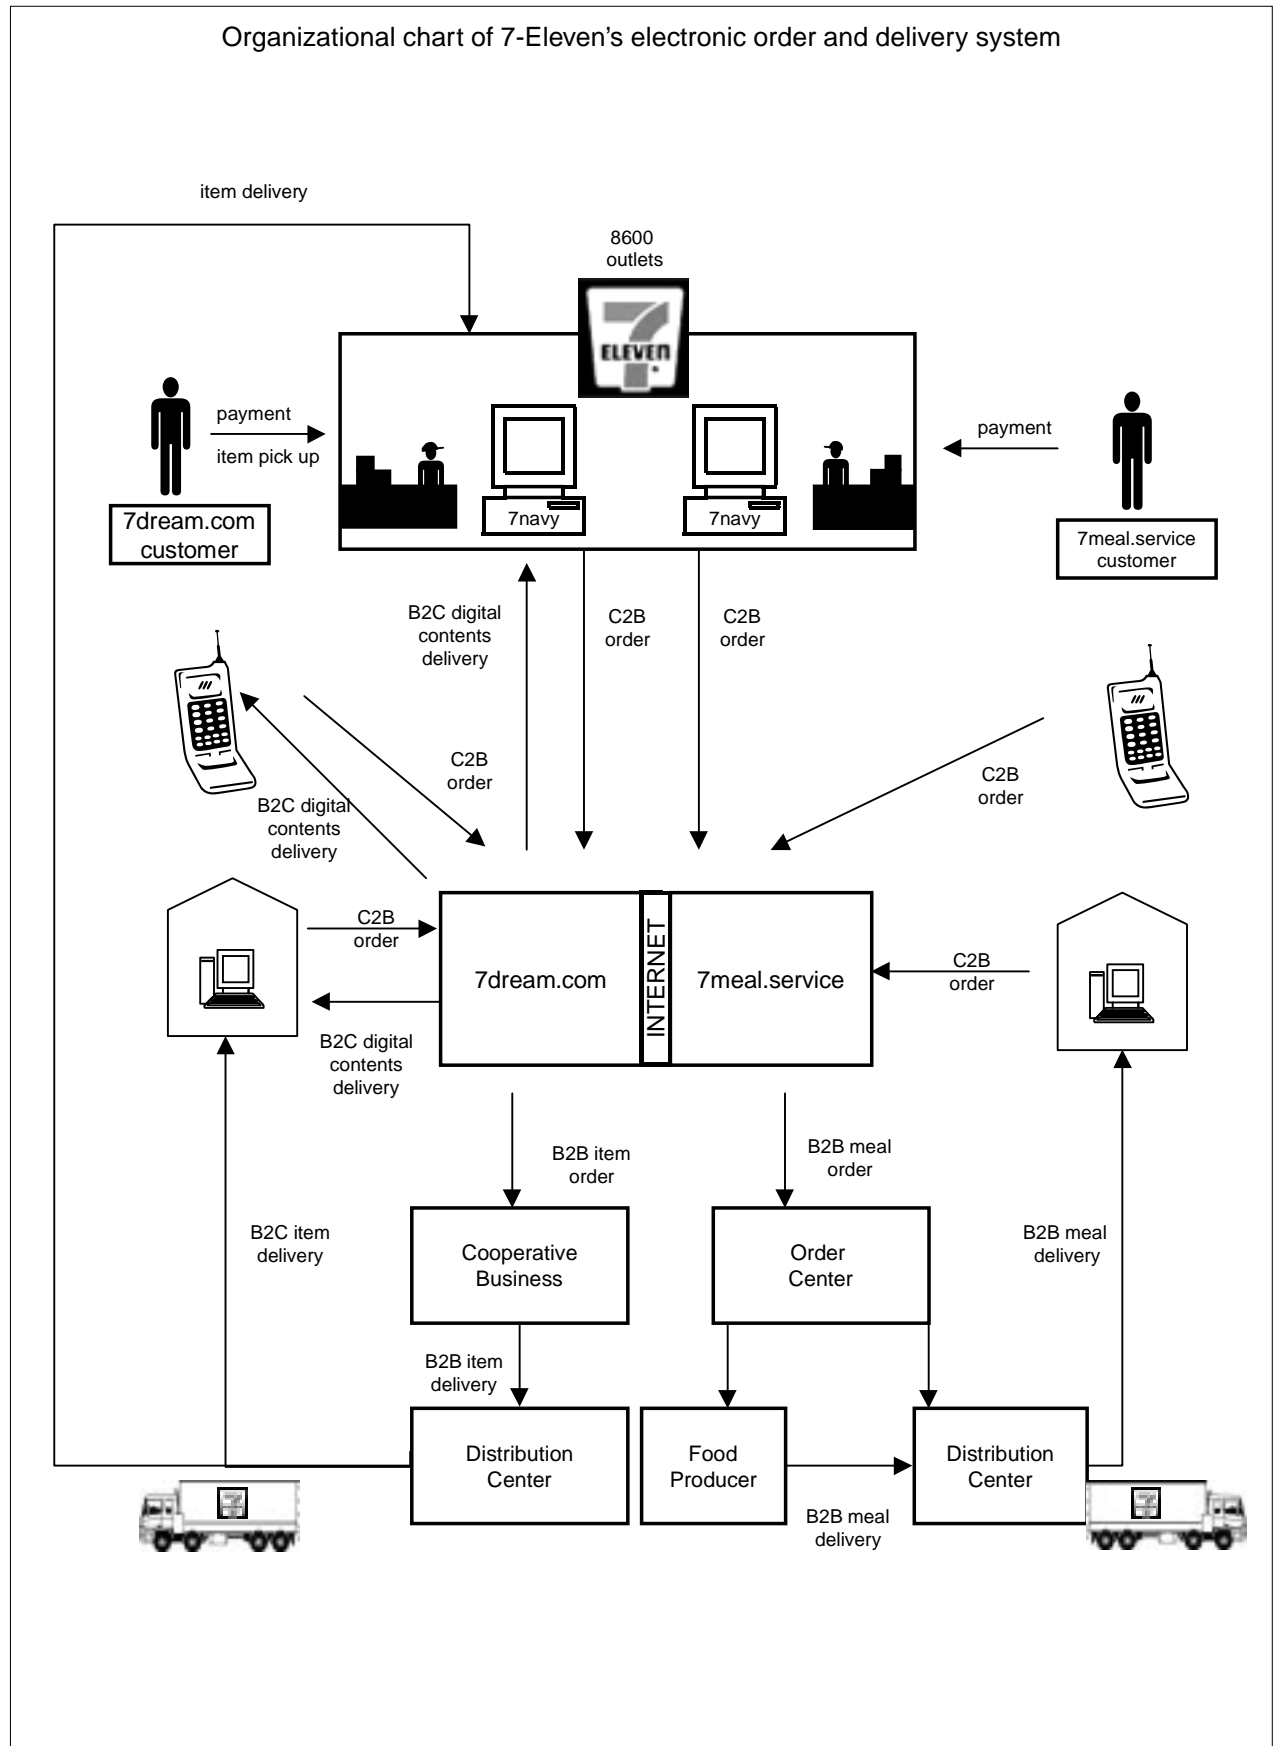 Organizational chart of 7-Eleven's electronic order and delivery system
item delivery
8600
outlets
7
ELEVEN
payment
item pick up
payment
7navy
7navy
7dream.com
customer
7meal.service
customer
B2C digital
contents
delivery
C2B
order
C2B
order
C2B
order
C2B
order
B2C digital
contents
delivery
C2B
order
7dream.com
INTERNET
7meal.service
C2B
order
B2C digital
contents
delivery
B2B item
order
B2B meal
order
B2C item
delivery
Cooperative
Business
Order
Center
B2B meal
delivery
B2B item
delivery
Distribution
Center
Food
Producer
Distribution
Center
B2B meal
delivery